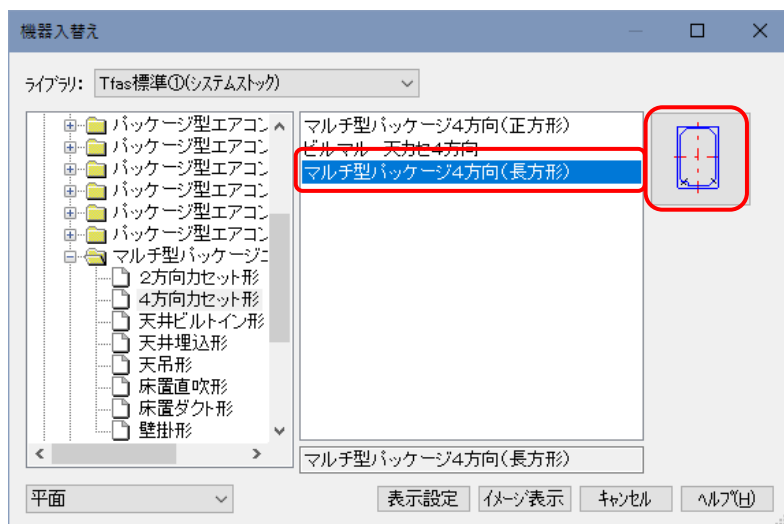 機器入替え
ﾗｲﾌﾞﾗﾘ: Tfas標準①(ｼｽﾃﾑｽﾄｯｸ)
パッケージ型エアコン
パッケージ型エアコン
パッケージ型エアコン
パッケージ型エアコン
パッケージ型エアコン
パッケージ型エアコン
マルチ型パッケージエ
2方向カセット形
4方向カセット形
天井ビルトイン形
天井埋込形
天吊形
床置直吹形
床置ダクト形
壁掛形
マルチ型パッケージ4方向(正方形)
ビルマル 天カセ4方向
マルチ型パッケージ4方向(長方形)
マルチ型パッケージ4方向(長方形)
平面
表示設定
ｲﾒｰｼﾞ表示
ｷｬﾝｾﾙ
ﾍﾙﾌﾟ(H)